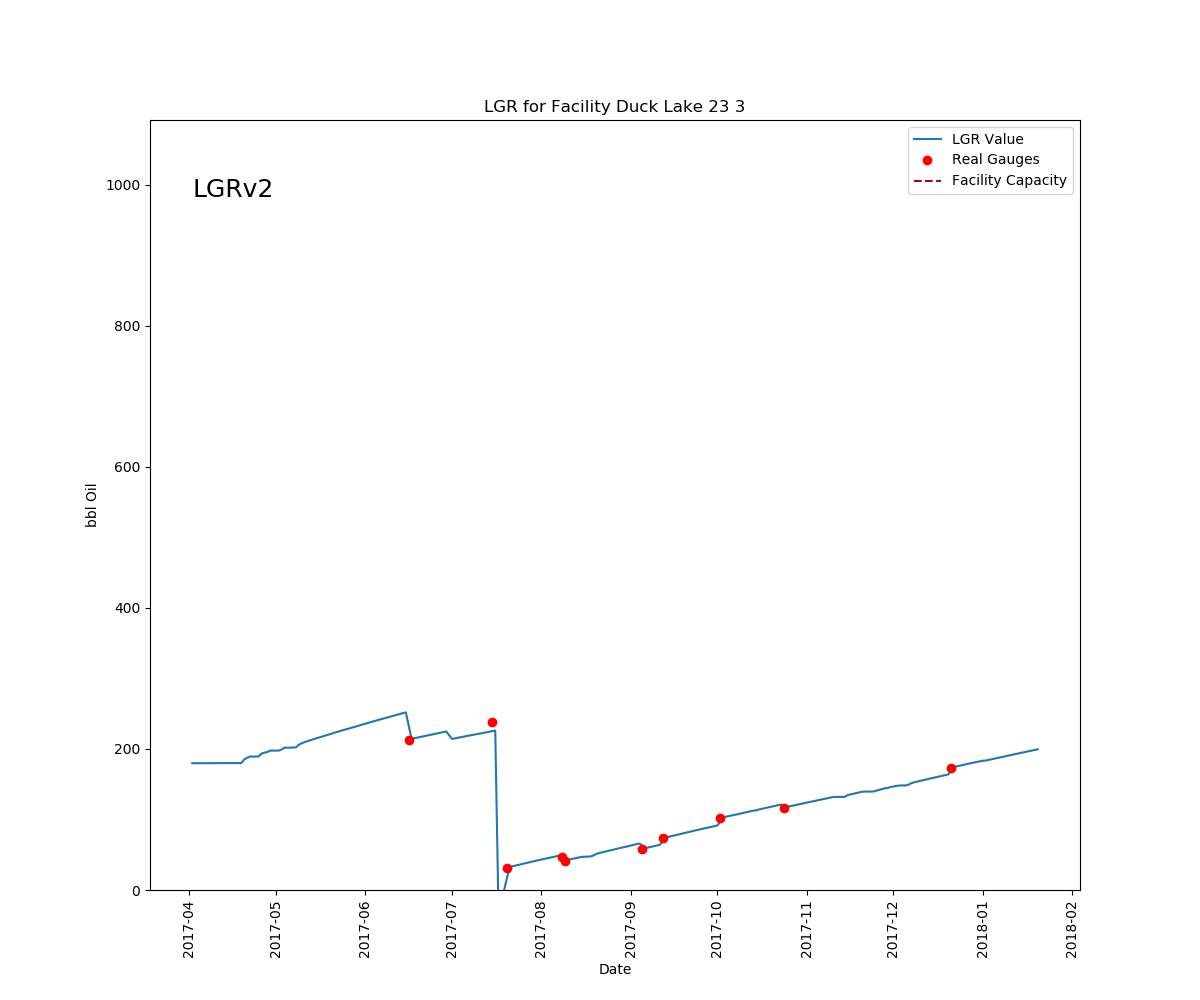 LGR for Facility Duck Lake 23 3
LGRv2
LGR Value
Real Gauges
Facility Capacity
1000
800
600
400
200
0
bbl Oil
2017-04
2017-05
2017-06
2017-07
2017-08
2017-09
2017-10
2017-11
2017-12
2018-01
2018-02
Date